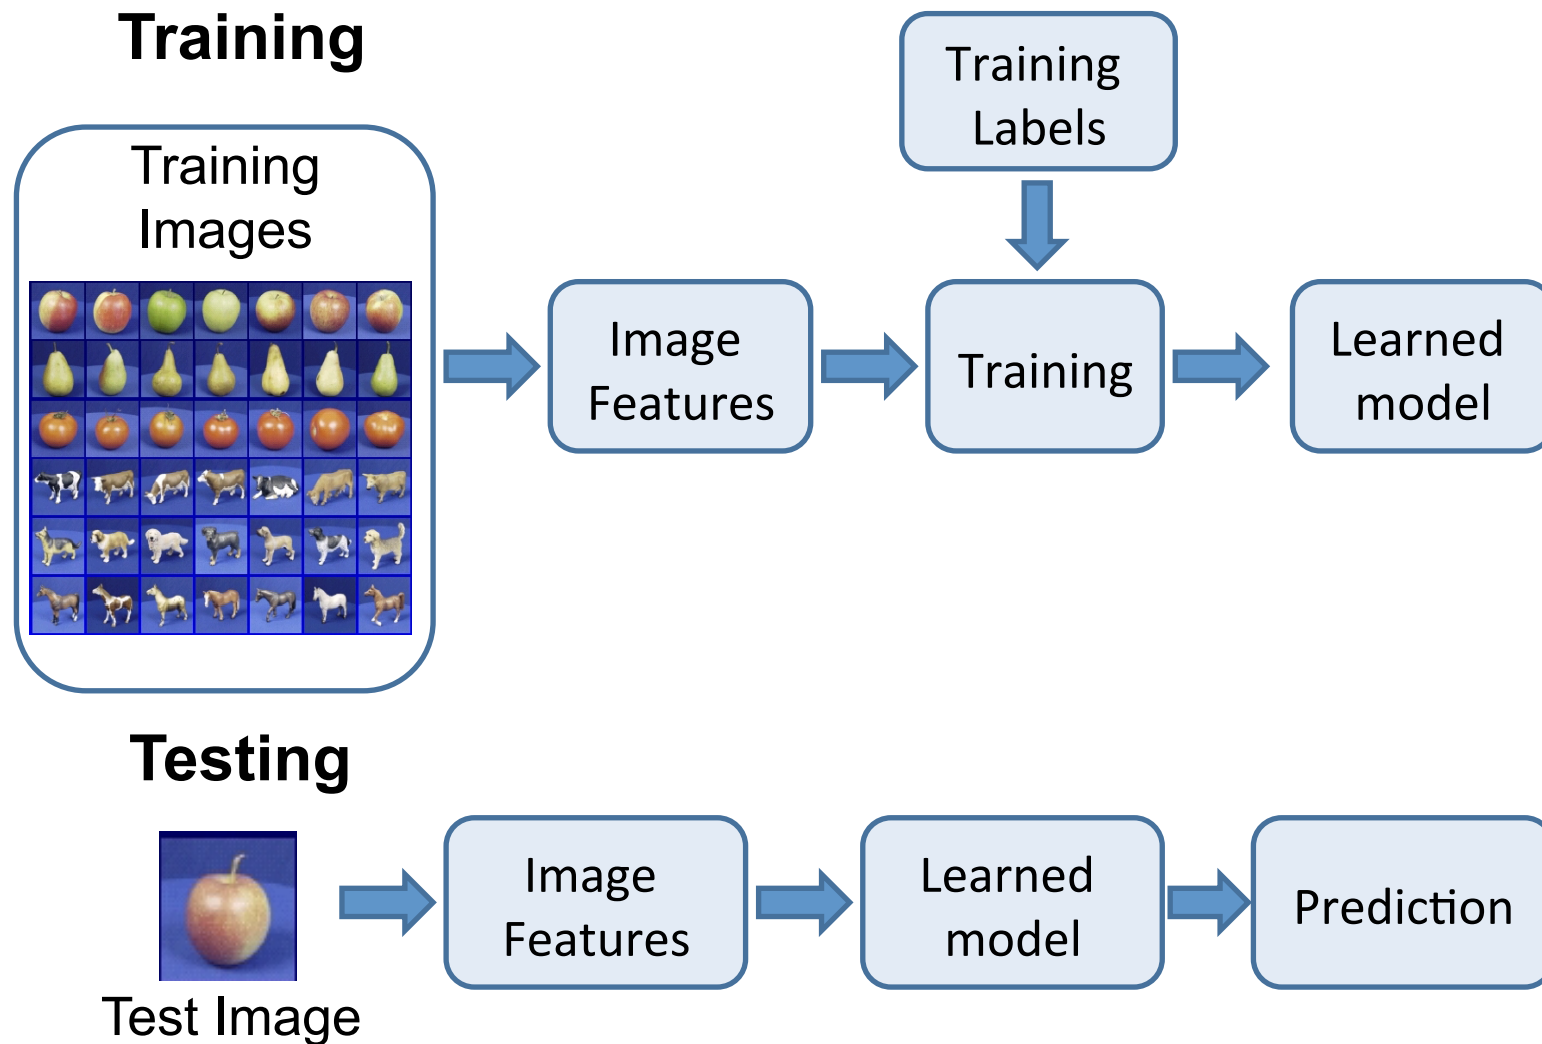 Training
Training
Images
Training
Labels
Image
Features
Training
Learned
model
Testing
Test Image
Image
Features
Learned
model
Prediction